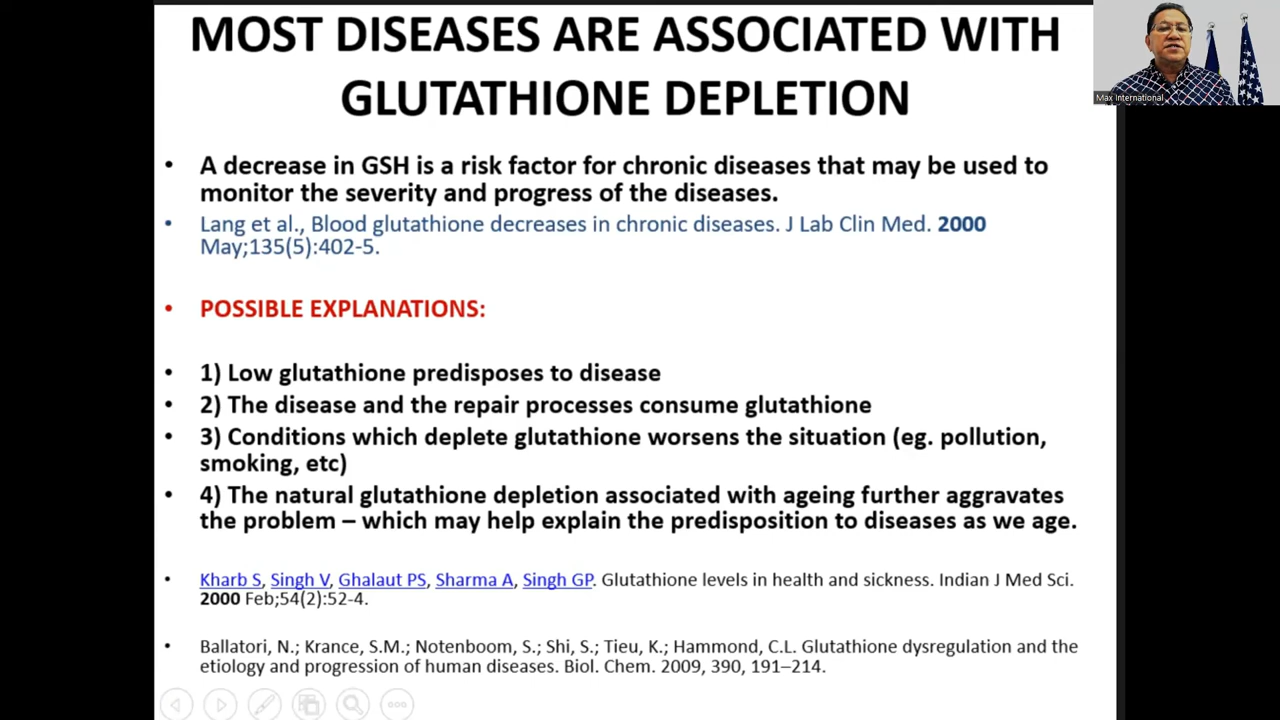 MOST DISEASES ARE ASSOCIATED WITH
GLUTATHIONE DEPLETION
Max International
• A decrease in GSH is a risk factor for chronic diseases that may be used to
monitor the severity and progress of the diseases.
• Lang et al., Blood glutathione decreases in chronic diseases. J Lab Clin Med. 2000
May;135(5):402-5.
• POSSIBLE EXPLANATIONS:
• 1) Low glutathione predisposes to disease
• 2) The disease and the repair processes consume glutathione
• 3) Conditions which deplete glutathione worsens the situation (eg. pollution,
smoking, etc)
• 4) The natural glutathione depletion associated with ageing further aggravates
the problem – which may help explain the predisposition to diseases as we age.
• Kharb S, Singh V, Ghalaut PS, Sharma A, Singh GP. Glutathione levels in health and sickness. Indian J Med Sci.
2000 Feb;54(2):52-4.
• Ballatori, N.; Krance, S.M.; Notenboom, S.; Shi, S.; Tieu, K.; Hammond, C.L. Glutathione dysregulation and the
etiology and progression of human diseases. Biol. Chem. 2009, 390, 191–214.